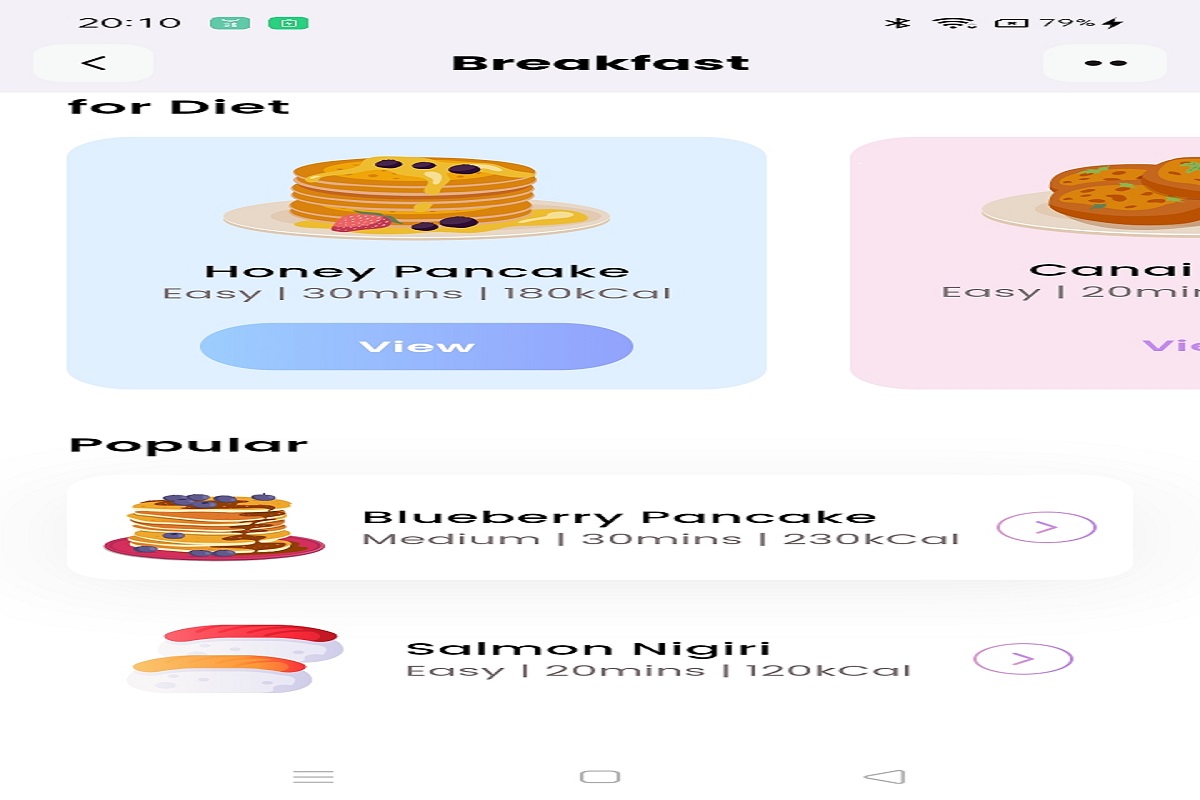 20:10
79%
<
Breakfast
for Diet
Honey Pancake
Easy | 30mins | 180kCal
View
Canai
Easy | 20min
Vie
Popular
Blueberry Pancake
Medium | 30mins | 230kCal
Salmon Nigiri
Easy | 20mins | 120kCal